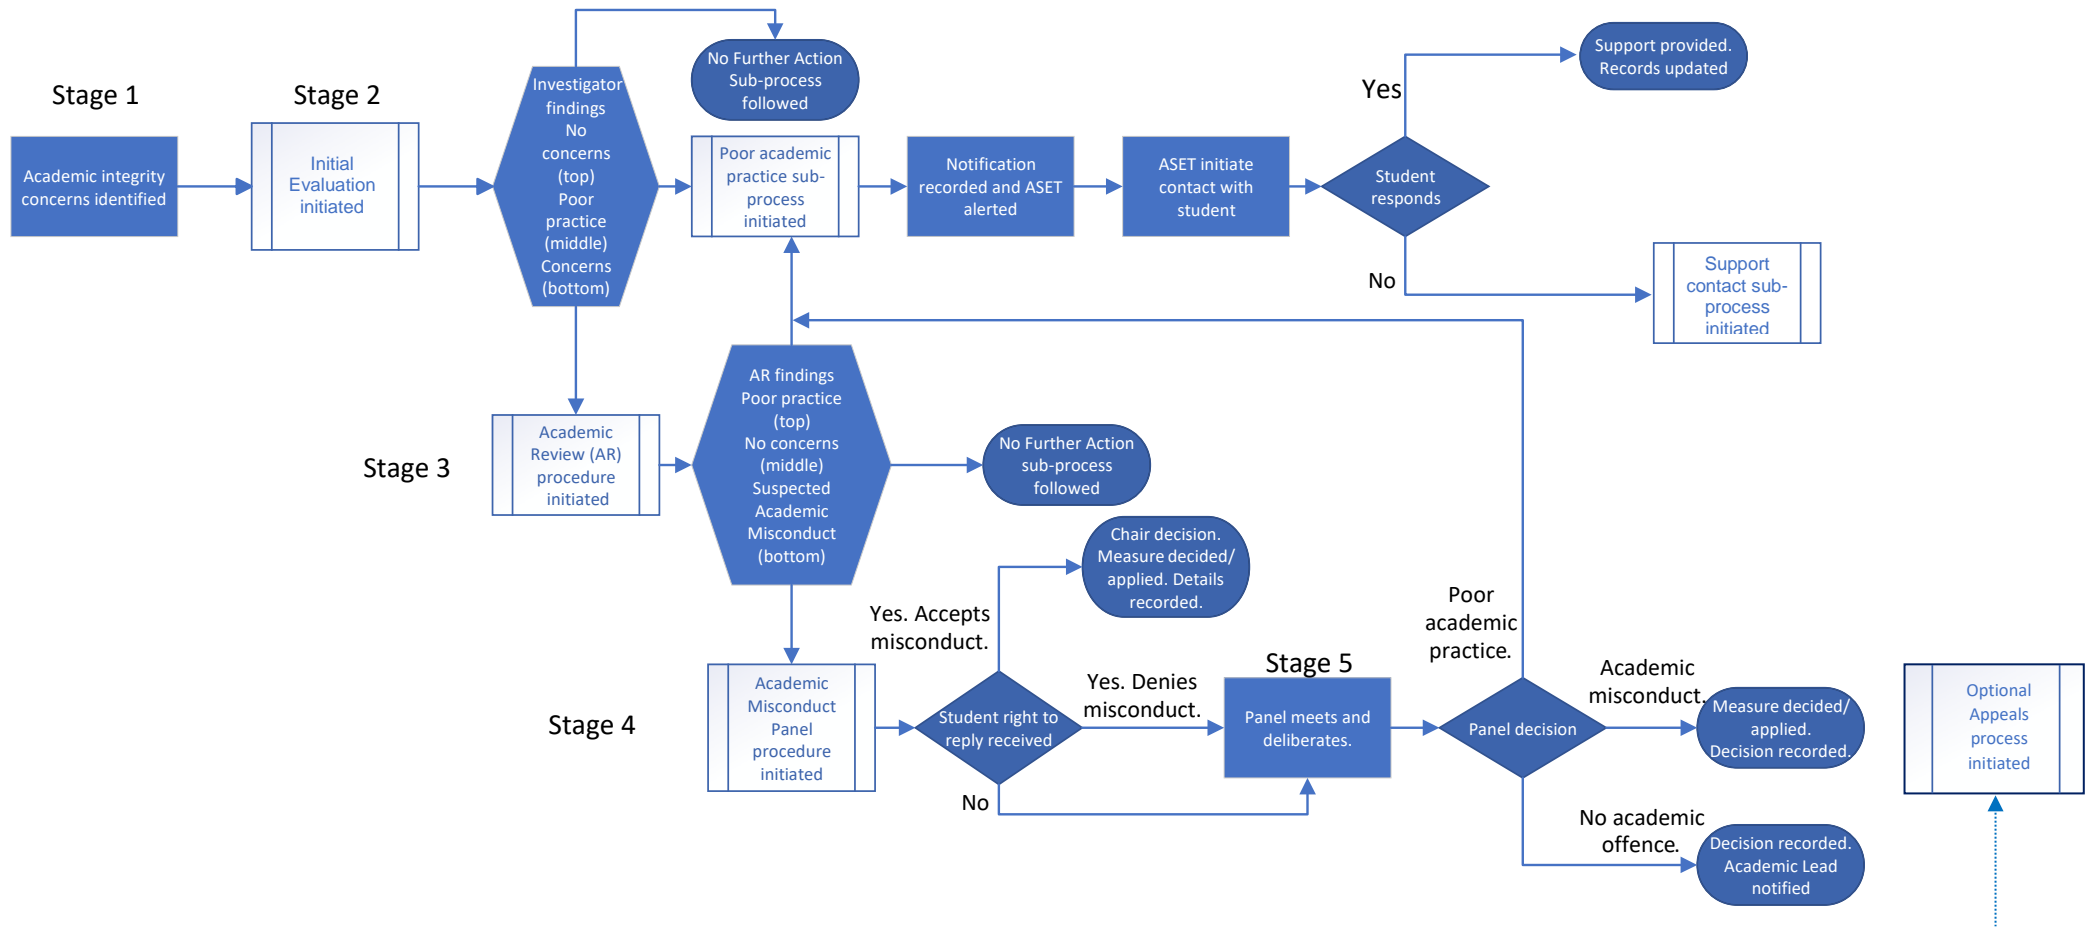 Stage 1
Academic integrity
concerns identified
Stage 2
Initial
Evaluation
initiated
Investigator
findings
No
concerns
(top)
Poor
practice
(middle)
Concerns
(bottom)
No Further Action
Sub-process
followed
Poor academic
practice sub-
process
initiated
Notification
recorded and ASET
alerted
ASET initiate
contact with
student
Student
responds
Yes
Support provided.
Records updated
No
Support
contact sub-
process
initiated
Stage 3
Academic
Review (AR)
procedure
initiated
AR findings
Poor practice
(top)
No concerns
(middle)
Suspected
Academic
Misconduct
(bottom)
No Further Action
sub-process
followed
Stage 4
Academic
Misconduct
Panel
procedure
initiated
Student right to
reply received
Yes. Accepts
misconduct.
Chair decision.
Measure decided/
applied. Details
recorded.
Yes. Denies
misconduct.
No
Stage 5
Panel meets and
deliberates.
Panel decision
Poor
academic
practice.
Academic
misconduct.
Measure decided/
applied.
Decision recorded.
No academic
offence.
Decision recorded.
Academic Lead
notified
Optional
Appeals
process
initiated